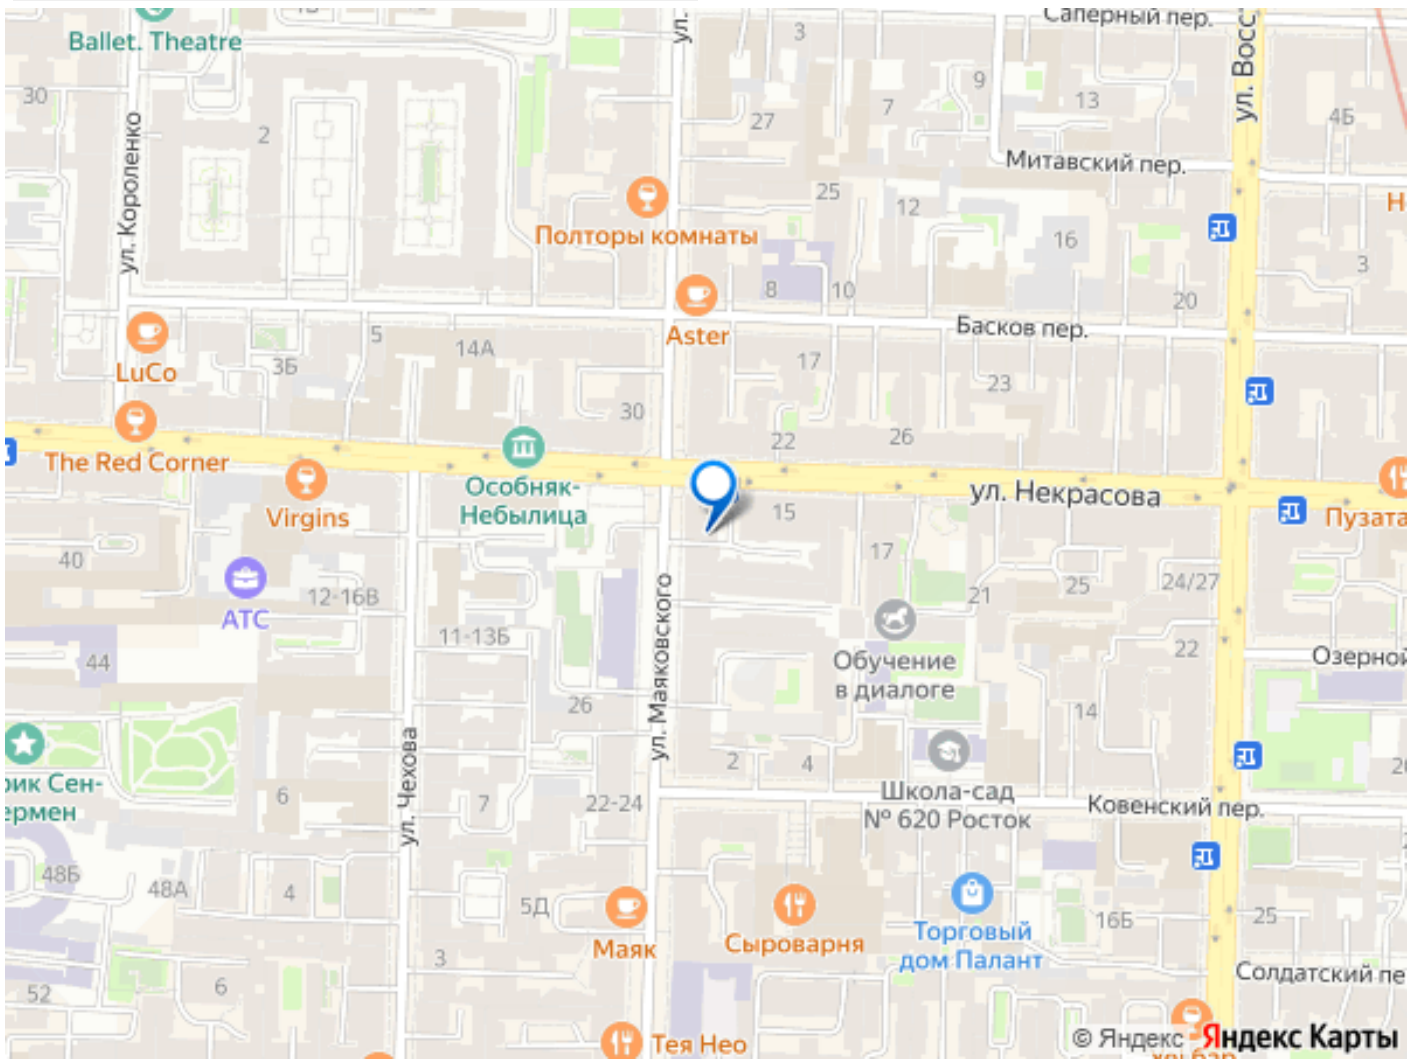 Ballet. Theatre
ул.
3
Саперный пер.
30
ул. Короленко
2
27
7
9
13
4Б
Митавский пер.
25
12
16
3
Полторы комнаты
8
10
20
Aster
Басков пер.
LuCo
3Б
5
14А
17
23
30
22
26
The Red Corner
Особняк-
Небылица
Virgins
15
ул. Некрасова
17
40
АТС
12-16В
11-13Б
ул. Маяковского
21
25
24/27
44
Обучение
в диалоге
22
26
14
ул. Чехова
2
4
6
7
22-24
Школа-сад
№ 620 Росток
Ковенский пер.
48Б
48А
4
5Д
Маяк
Сыроварня
Торговый
дом Палант
16Б
25
3
52
6
Тея Нео
© Яндекс
Яндекс Карты